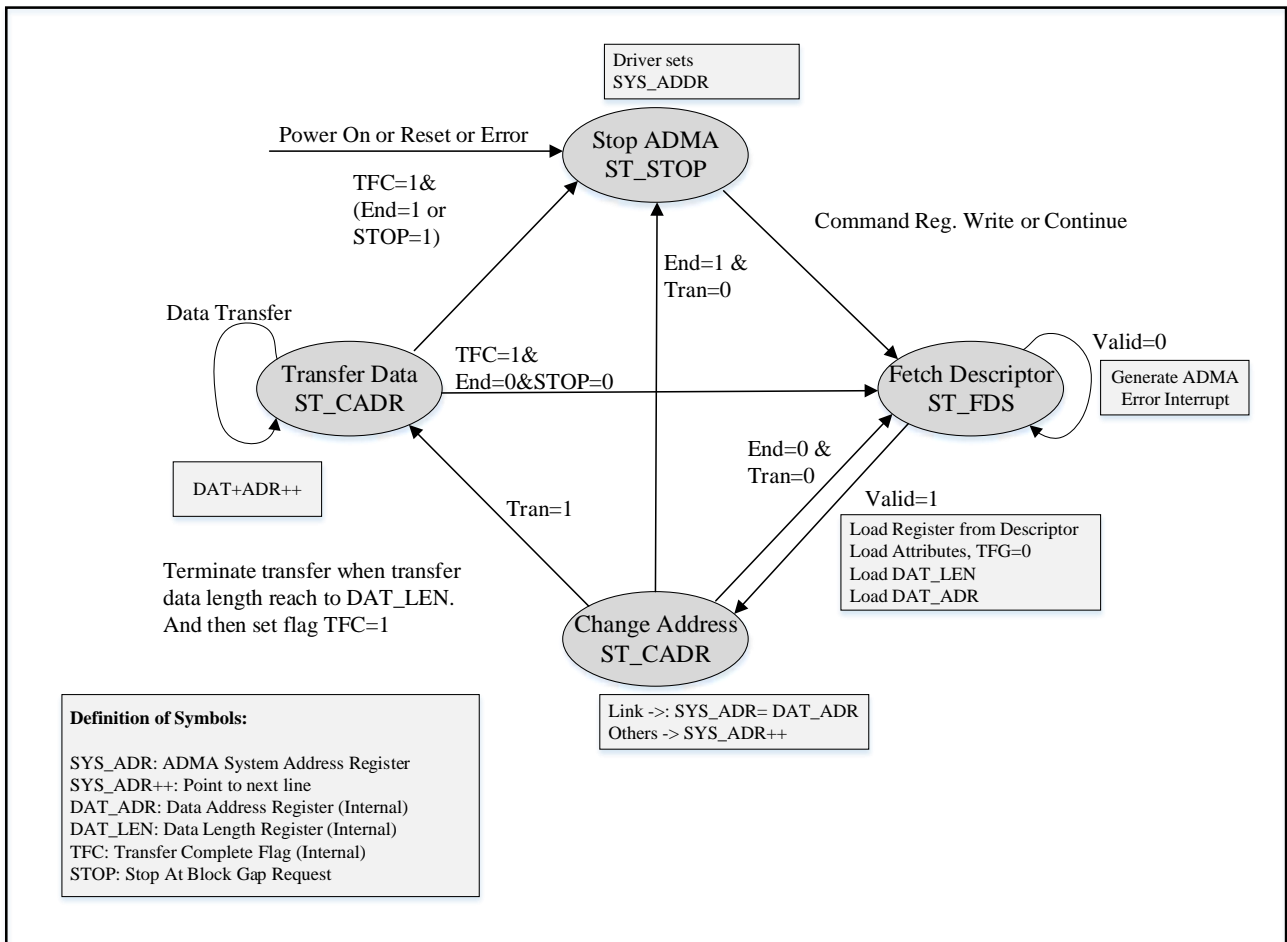 Driver sets
SYS_ADDR
Power On or Reset or Error
Stop ADMA
ST_STOP
TFC=1&
(End=1 or
STOP=1)
Command Reg. Write or Continue
End=1 &
Tran=0
Data Transfer
Valid=0
TFC=1&
End=0&STOP=0
Transfer Data
ST_CADR
Fetch Descriptor
ST_FDS
Generate ADMA
Error Interrupt
End=0 &
Tran=0
DAT+ADR++
Tran=1
Valid=1
Load Register from Descriptor
Load Attributes, TFG=0
Load DAT_LEN
Load DAT_ADR
Terminate transfer when transfer
data length reach to DAT_LEN.
And then set flag TFC=1
Change Address
ST_CADR
Link ->: SYS_ADR= DAT_ADR
Others -> SYS_ADR++
Definition of Symbols:
SYS_ADR: ADMA System Address Register
SYS_ADR++: Point to next line
DAT_ADR: Data Address Register (Internal)
DAT_LEN: Data Length Register (Internal)
TFC: Transfer Complete Flag (Internal)
STOP: Stop At Block Gap Request